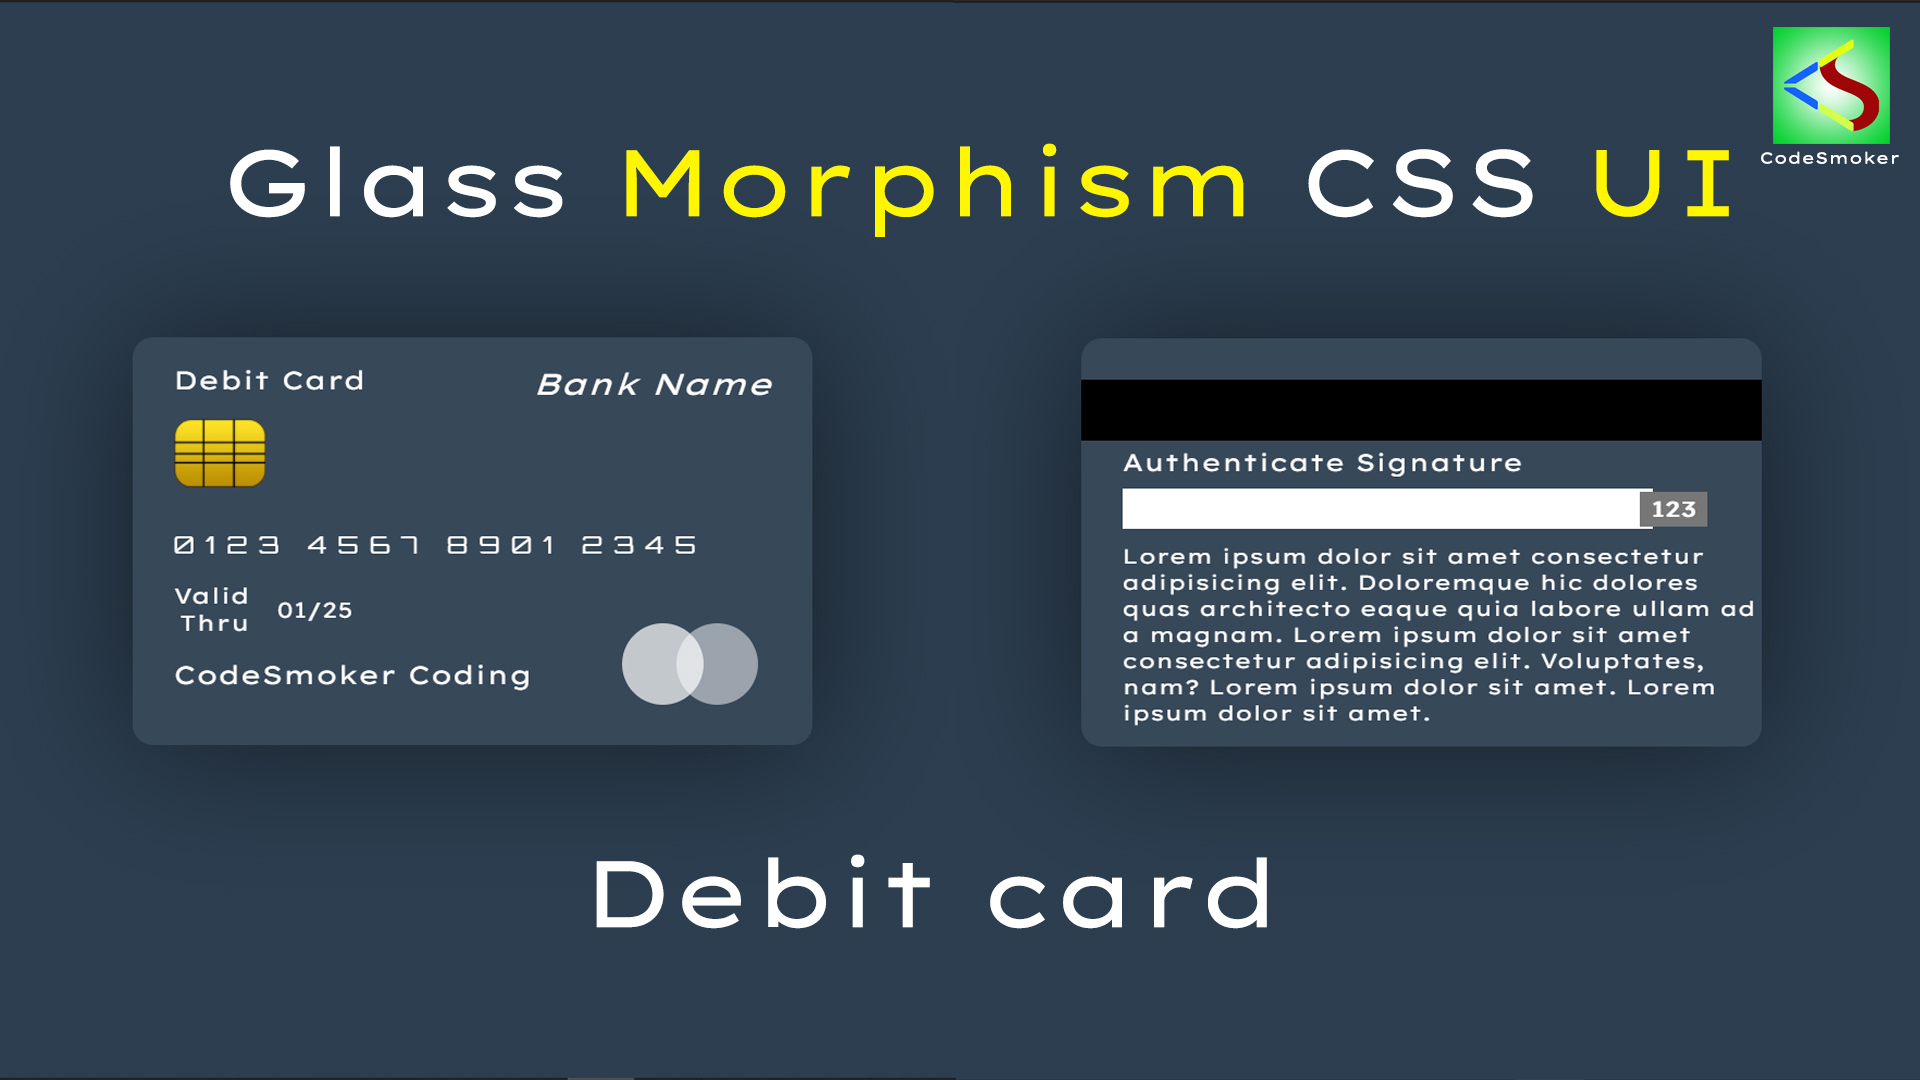 CodeSmoker
Glass Morphism CSS UI
Debit Card
Bank Name
0123 4567 8901 2345
Valid
Thru
01/25
CodeSmoker Coding
Authenticate Signature
123
Lorem ipsum dolor sit amet consectetur
adipisicing elit. Doloremque hic dolores
quas architecto eaque quia labore ullam ad
a magnam. Lorem ipsum dolor sit amet
consectetur adipisicing elit. Voluptates,
nam? Lorem ipsum dolor sit amet. Lorem
ipsum dolor sit amet.
Debit card